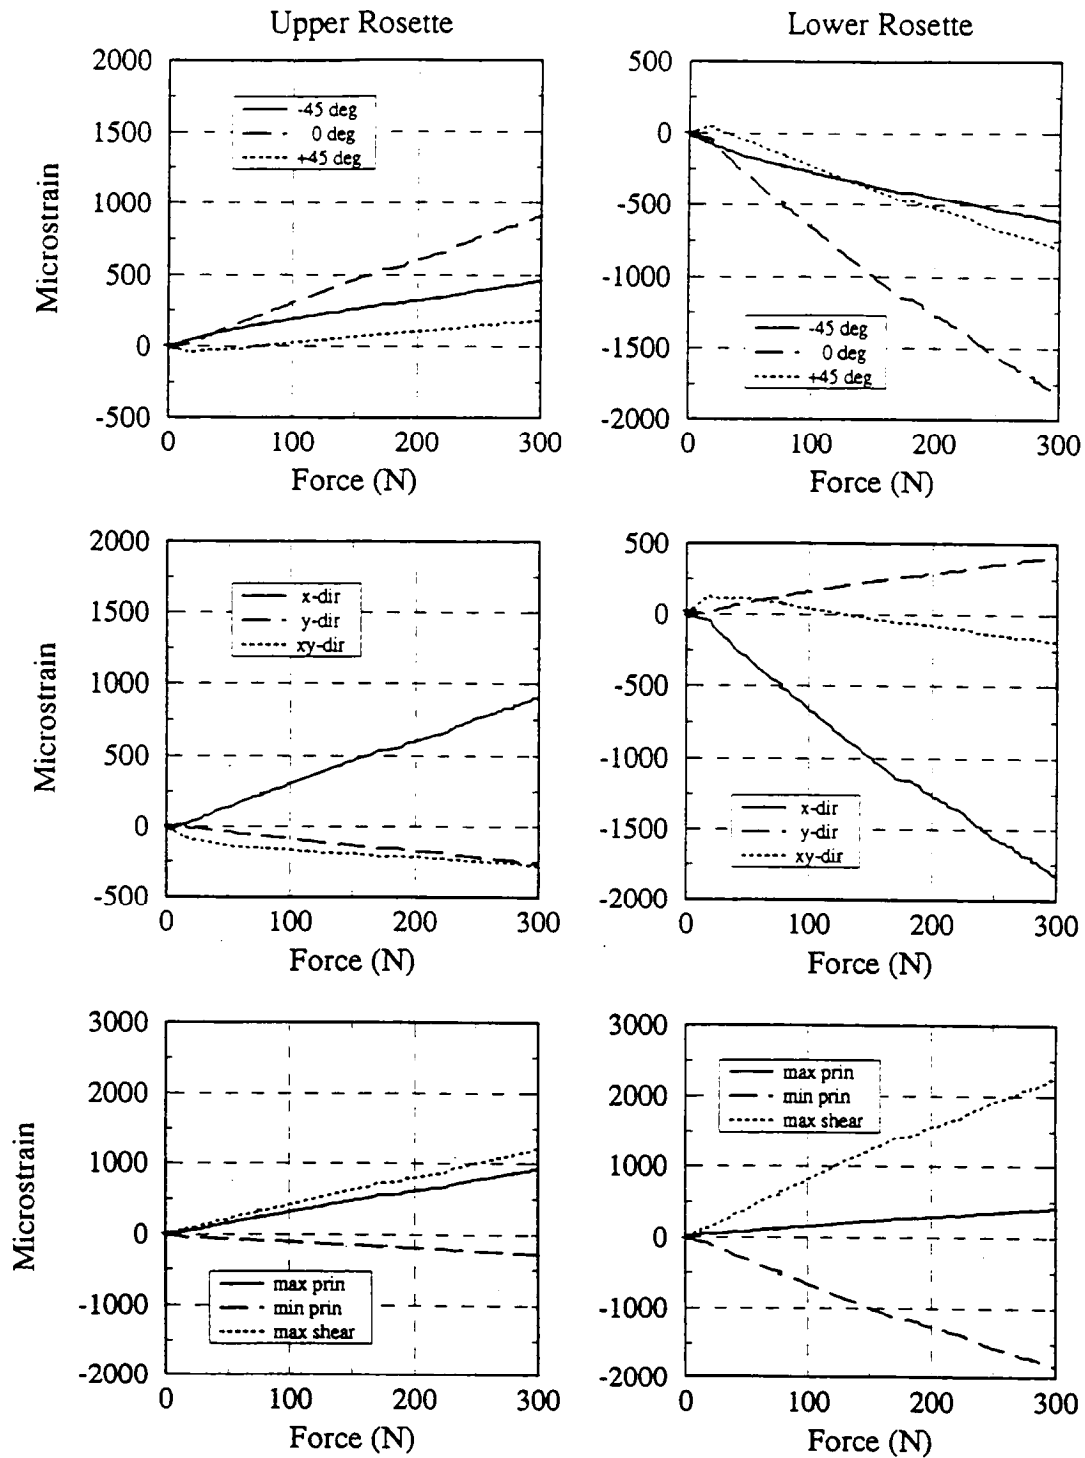 Upper Rosette
Lower Rosette
2000
1500
1000
500
0
-500
Microstrain
-45 deg
0 deg
+45 deg
0 100 200 300
Force (N)
500
0
-500
-1000
-1500
-2000
-45 deg
0 deg
+45 deg
0 100 200 300
Force (N)
2000
1500
1000
500
0
-500
Microstrain
x-dir
y-dir
xy-dir
0 100 200 300
Force (N)
500
0
-500
-1000
-1500
-2000
x-dir
y-dir
xy-dir
0 100 200 300
Force (N)
3000
2000
1000
0
-1000
-2000
Microstrain
max prin
min prin
max shear
0 100 200 300
Force (N)
3000
2000
1000
0
-1000
-2000
max prin
min prin
max shear
0 100 200 300
Force (N)